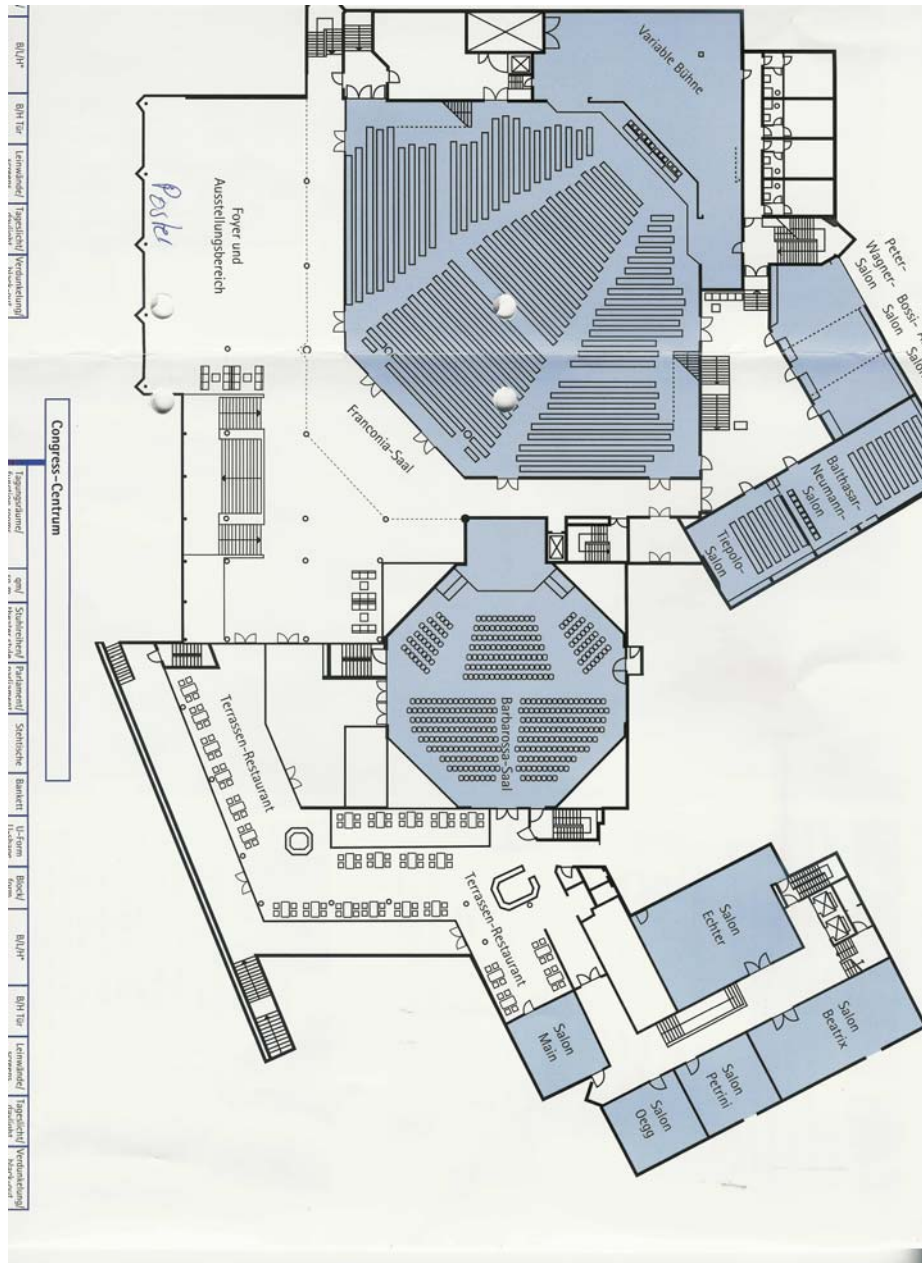 B/L/H*
B/H Tür
Leinwände/
Tageslicht/
Verdunkelung/
Variable Bühne
Foyer und
Ausstellungsbereich
Poster
Franconia-Saal
Peter-
Wagner-
Salon
Bossi-
Salon
Salon
Balthasar-
Neumann-
Salon
Tiepolo-
Salon
Congress-Centrum
Barbarossa-Saal
Terrassen-Restaurant
Terrassen-Restaurant
Salon
Echter
Salon
Beatrix
Salon
Main
Salon
Petrini
Salon
Oegg
Tagungsräume/
qm/
Stuhlreihen/
Parlament/
Stehtische
Bankett
U-Form
Block/
B/L/H*
B/H Tür
Leinwände/
Tageslicht/
Verdunkelung/